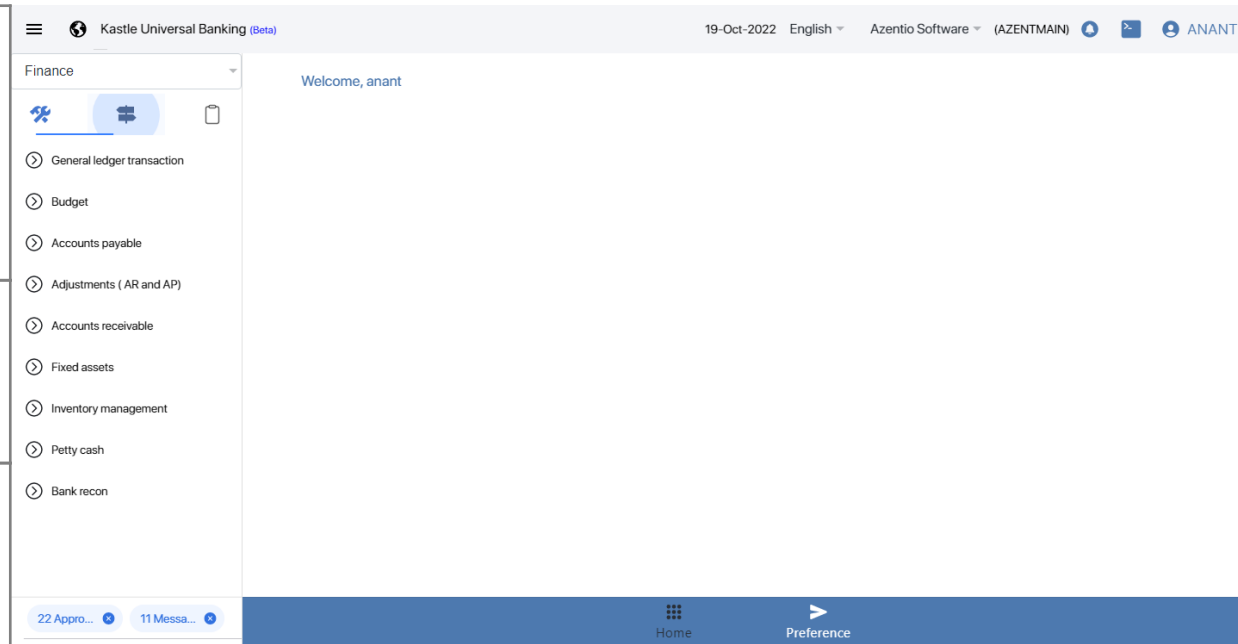 Kastle Universal Banking (Beta)
19-Oct-2022 English Azentio Software (AZENTMAIN) ANANT
Finance
Welcome, anant
General ledger transaction
Budget
Accounts payable
Adjustments ( AR and AP)
Accounts receivable
Fixed assets
Inventory management
Petty cash
Bank recon
22 Appro... 11 Messa...
Home
Preference